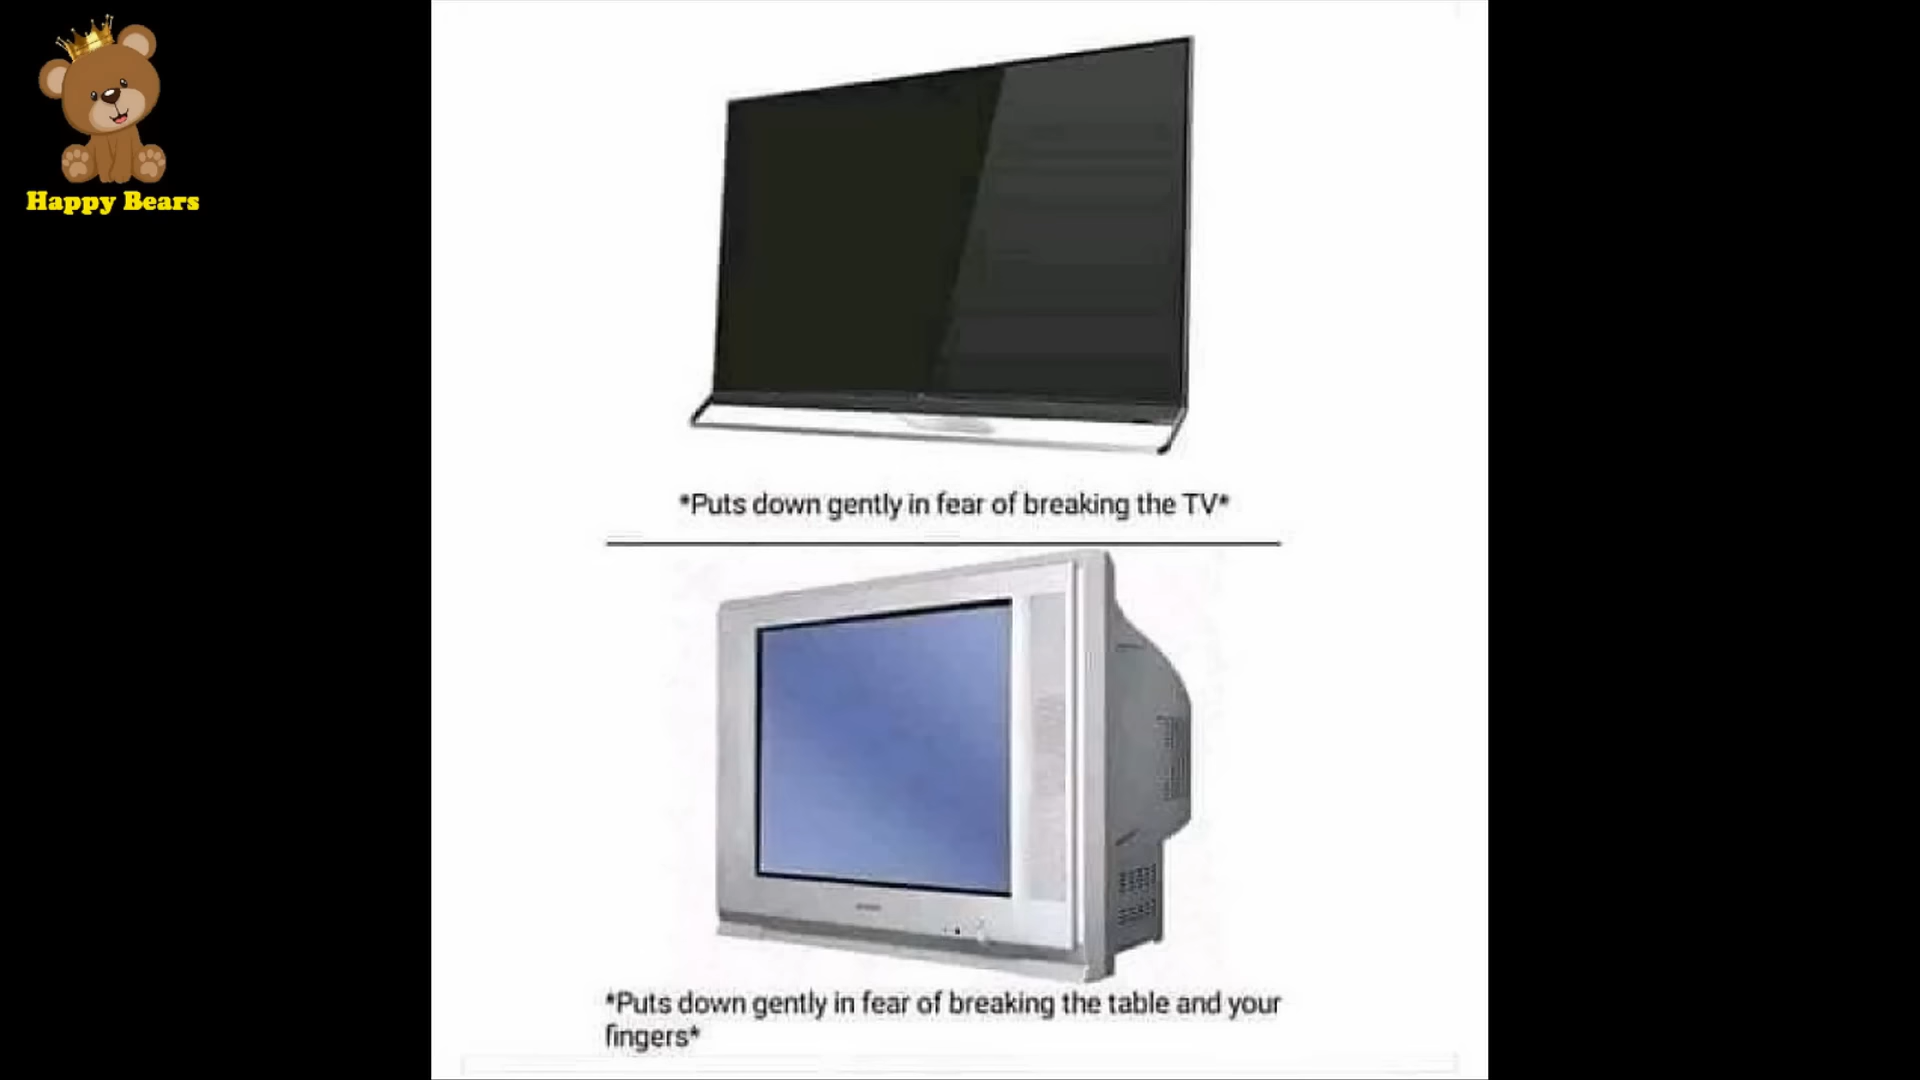 Happy Bears
*Puts down gently in fear of breaking the TV*
*Puts down gently in fear of breaking the table and your
fingers*